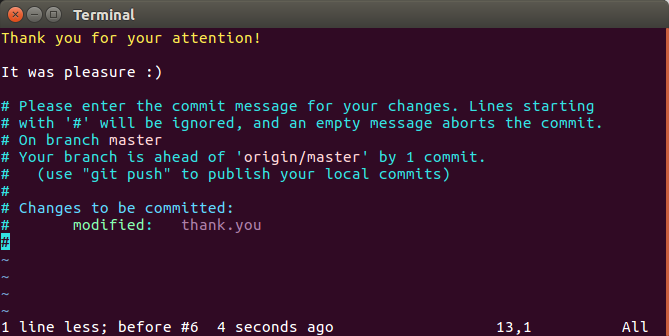 Terminal
Thank you for your attention!
It was pleasure :)
# Please enter the commit message for your changes. Lines starting
# with '#' will be ignored, and an empty message aborts the commit.
# On branch master
# Your branch is ahead of 'origin/master' by 1 commit.
#   (use "git push" to publish your local commits)
#
# Changes to be committed:
#       modified:   thank.you
#
~
~
~
~
1 line less; before #6  4 seconds ago                  13,1          All